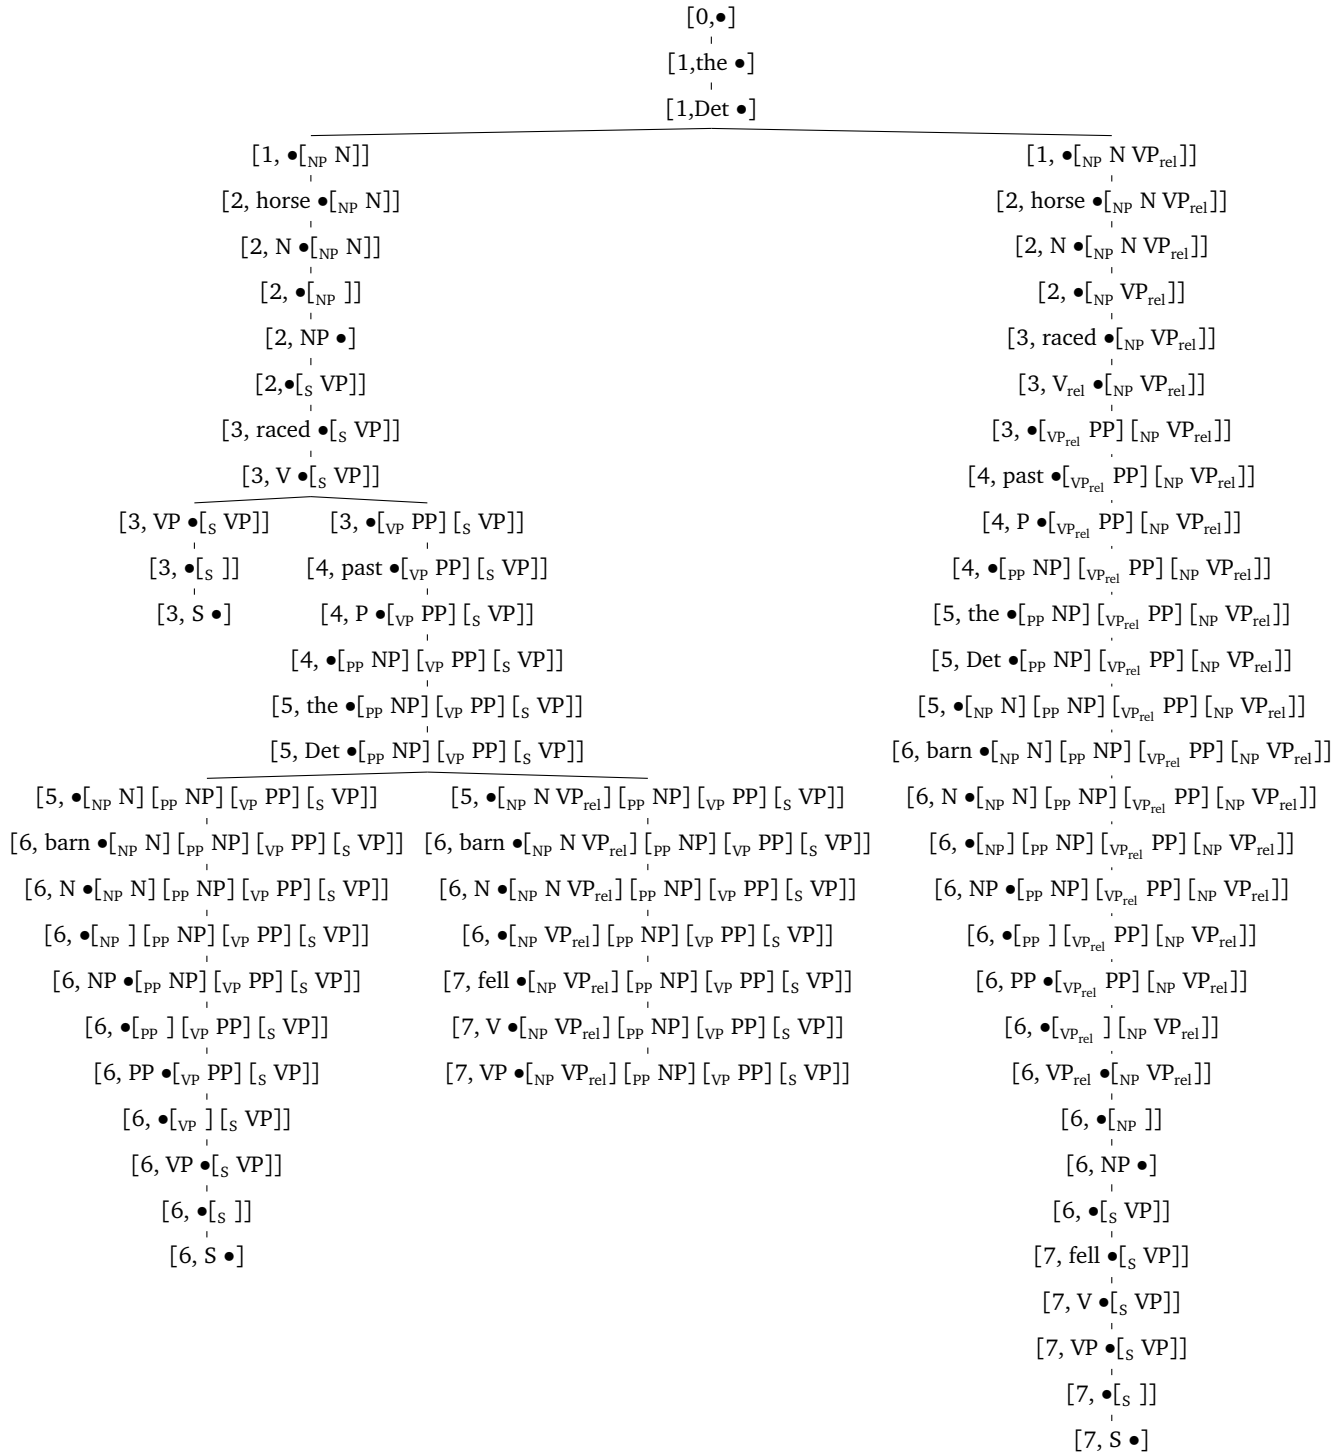 [0,•]
[1,the •]
[1,Det •]
[1, •[NP N]] [1, •[NP N VPrel]]
[2, horse •[NP N]] [2, horse •[NP N VPrel]]
[2, N •[NP N]] [2, N •[NP N VPrel]]
[2, •[NP ]] [2, •[NP VPrel]]
[2, NP •] [3, raced •[NP VPrel]]
[2,•[S VP]] [3, Vrel •[NP VPrel]]
[3, raced •[S VP]] [3, •[VPrel PP] [NP VPrel]]
[3, V •[S VP]] [4, past •[VPrel PP] [NP VPrel]]
[3, VP •[S VP]] [3, •[VP PP] [S VP]] [4, P •[VPrel PP] [NP VPrel]]
[3, •[S ]] [4, past •[VP PP] [S VP]] [4, •[PP NP] [VPrel PP] [NP VPrel]]
[3, S •] [4, P •[VP PP] [S VP]] [5, the •[PP NP] [VPrel PP] [NP VPrel]]
[4, •[PP NP] [VP PP] [S VP]] [5, Det •[PP NP] [VPrel PP] [NP VPrel]]
[5, the •[PP NP] [VP PP] [S VP]] [5, •[NP N] [PP NP] [VPrel PP] [NP VPrel]]
[5, Det •[PP NP] [VP PP] [S VP]] [6, barn •[NP N] [PP NP] [VPrel PP] [NP VPrel]]
[5, •[NP N] [PP NP] [VP PP] [S VP]] [5, •[NP N VPrel] [PP NP] [VP PP] [S VP]] [6, N •[NP N] [PP NP] [VPrel PP] [NP VPrel]]
[6, barn •[NP N] [PP NP] [VP PP] [S VP]] [6, barn •[NP N VPrel] [PP NP] [VP PP] [S VP]] [6, •[NP] [PP NP] [VPrel PP] [NP VPrel]]
[6, N •[NP N] [PP NP] [VP PP] [S VP]] [6, N •[NP N VPrel] [PP NP] [VP PP] [S VP]] [6, NP •[PP NP] [VPrel PP] [NP VPrel]]
[6, •[NP ] [PP NP] [VP PP] [S VP]] [6, •[NP VPrel] [PP NP] [VP PP] [S VP]] [6, •[PP ] [VPrel PP] [NP VPrel]]
[6, NP •[PP NP] [VP PP] [S VP]] [7, fell •[NP VPrel] [PP NP] [VP PP] [S VP]] [6, PP •[VPrel PP] [NP VPrel]]
[6, •[PP ] [VP PP] [S VP]] [7, V •[NP VPrel] [PP NP] [VP PP] [S VP]] [6, •[VPrel ] [NP VPrel]]
[6, PP •[VP PP] [S VP]] [7, VP •[NP VPrel] [PP NP] [VP PP] [S VP]] [6, VPrel •[NP VPrel]]
[6, •[VP ] [S VP]] [6, •[NP ]]
[6, VP •[S VP]] [6, NP •]
[6, •[S ]] [6, •[S VP]]
[6, S •] [7, fell •[S VP]]
[7, V •[S VP]]
[7, VP •[S VP]]
[7, •[S ]]
[7, S •]